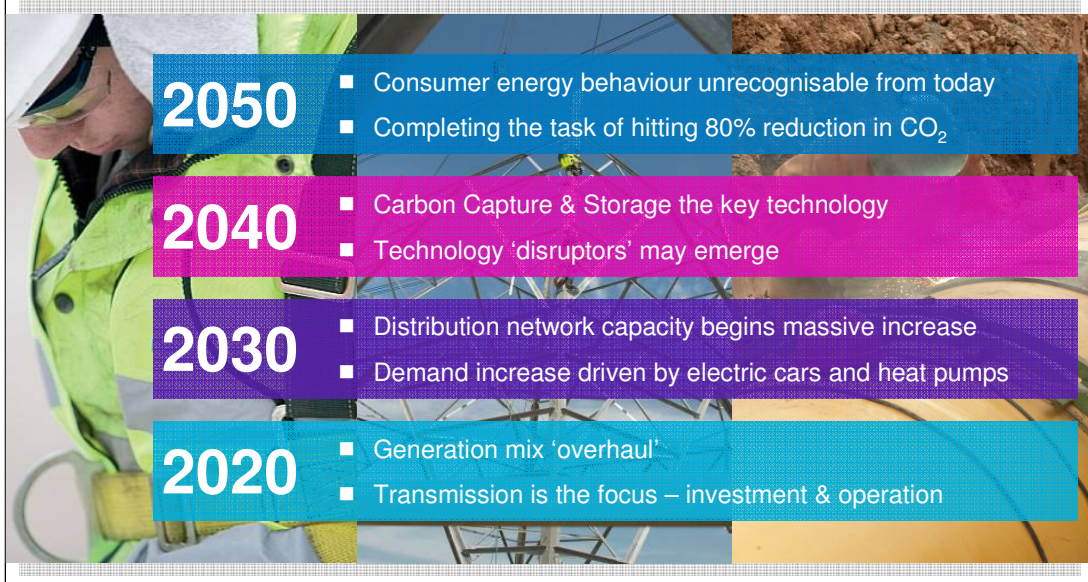 2050
■ Consumer energy behaviour unrecognisable from today
■ Completing the task of hitting 80% reduction in CO₂
2040
■ Carbon Capture & Storage the key technology
■ Technology ‘disruptors’ may emerge
2030
■ Distribution network capacity begins massive increase
■ Demand increase driven by electric cars and heat pumps
2020
■ Generation mix ‘overhaul’
■ Transmission is the focus – investment & operation